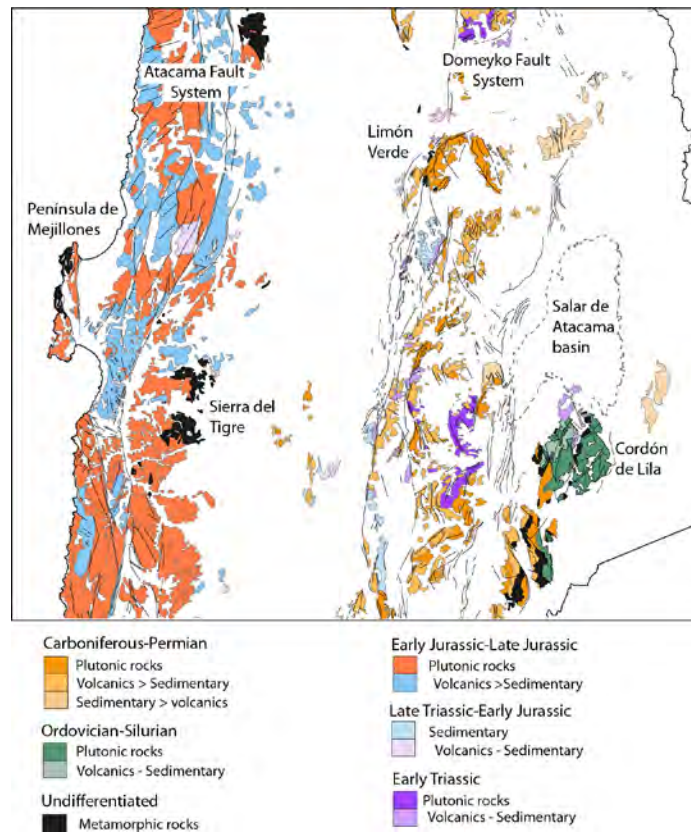 Atacama Fault
System
Domeyko Fault
System
Limón
Verde
Península de
Mejillones
Salar de
Atacama
basin
Sierra del
Tigre
Cordón
de Lila
Carboniferous-Permian
Plutonic rocks
Volcanics > Sedimentary
Sedimentary > volcanics
Ordovician-Silurian
Plutonic rocks
Volcanics - Sedimentary
Undifferentiated
Metamorphic rocks
Early Jurassic-Late Jurassic
Plutonic rocks
Volcanics >Sedimentary
Late Triassic-Early Jurassic
Sedimentary
Volcanics - Sedimentary
Early Triassic
Plutonic rocks
Volcanics - Sedimentary